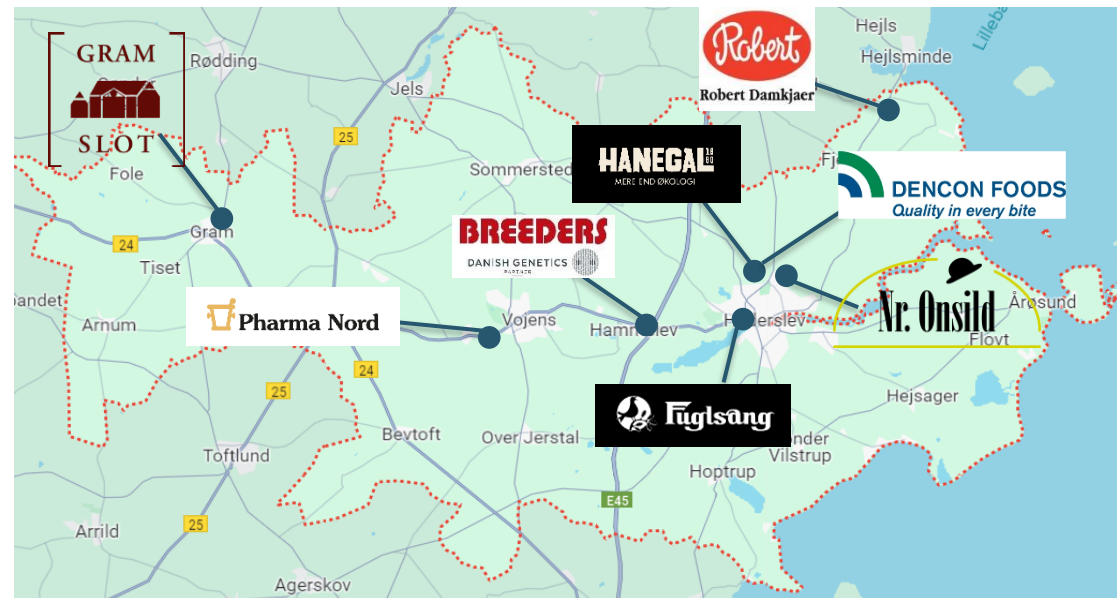 GRAM
SLOT
Rødding
Jels
Hejls
Hejlsminde
Robert
Robert Damkjaer
25
Fole
Sommersted
HANEGAL
MERE END ØKOLOGI
DENCON FOODS
Quality in every bite
24
Gram
Tiset
BREEDERS
DANISH GENETICS
PARTNER
Nr. Onsild
Årøsund
Flovt
Arnum
Pharma Nord
Vojens
24
25
Hejsager
Fuglsang
Bevtoft
Over Jerstal
Vilstrup
Toftlund
Hoptrup
E45
Arrild
25
Agerskov